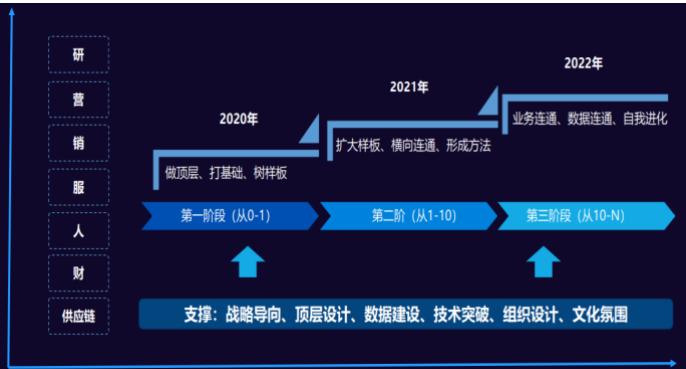 研
营
销
服
人
财
供应链
2020年
做顶层、打基础、树样板
2021年
扩大样板、横向连通、形成方法
2022年
业务连通、数据连通、自我进化
第一阶段（从0-1）
第二阶（从1-10）
第三阶段（从10-N）
支撑：战略导向、顶层设计、数据建设、技术突破、组织设计、文化氛围